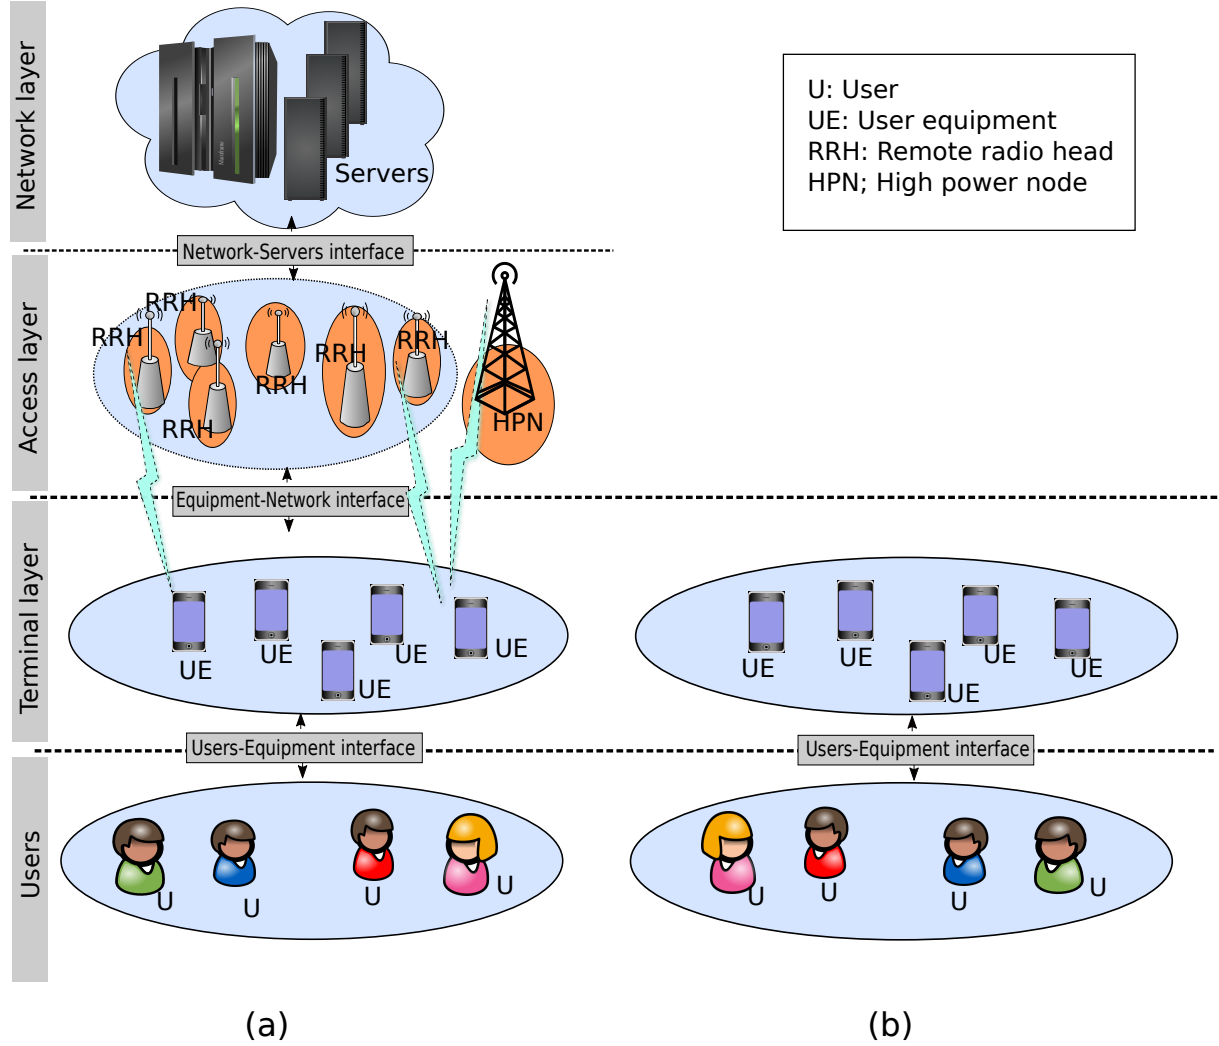 Network layer
Servers
Mainframe
U: User
UE: User equipment
RRH: Remote radio head
HPN; High power node
Network-Servers interface
Access layer
RRH
RRH
RRH
RRH
RRH
RRH
HPN
Equipment-Network interface
Terminal layer
UE
UE
UE
UE
UE
UE
UE
UE
UE
UE
Users-Equipment interface
Users-Equipment interface
Users
U
U
U
U
U
U
U
U
(a)
(b)